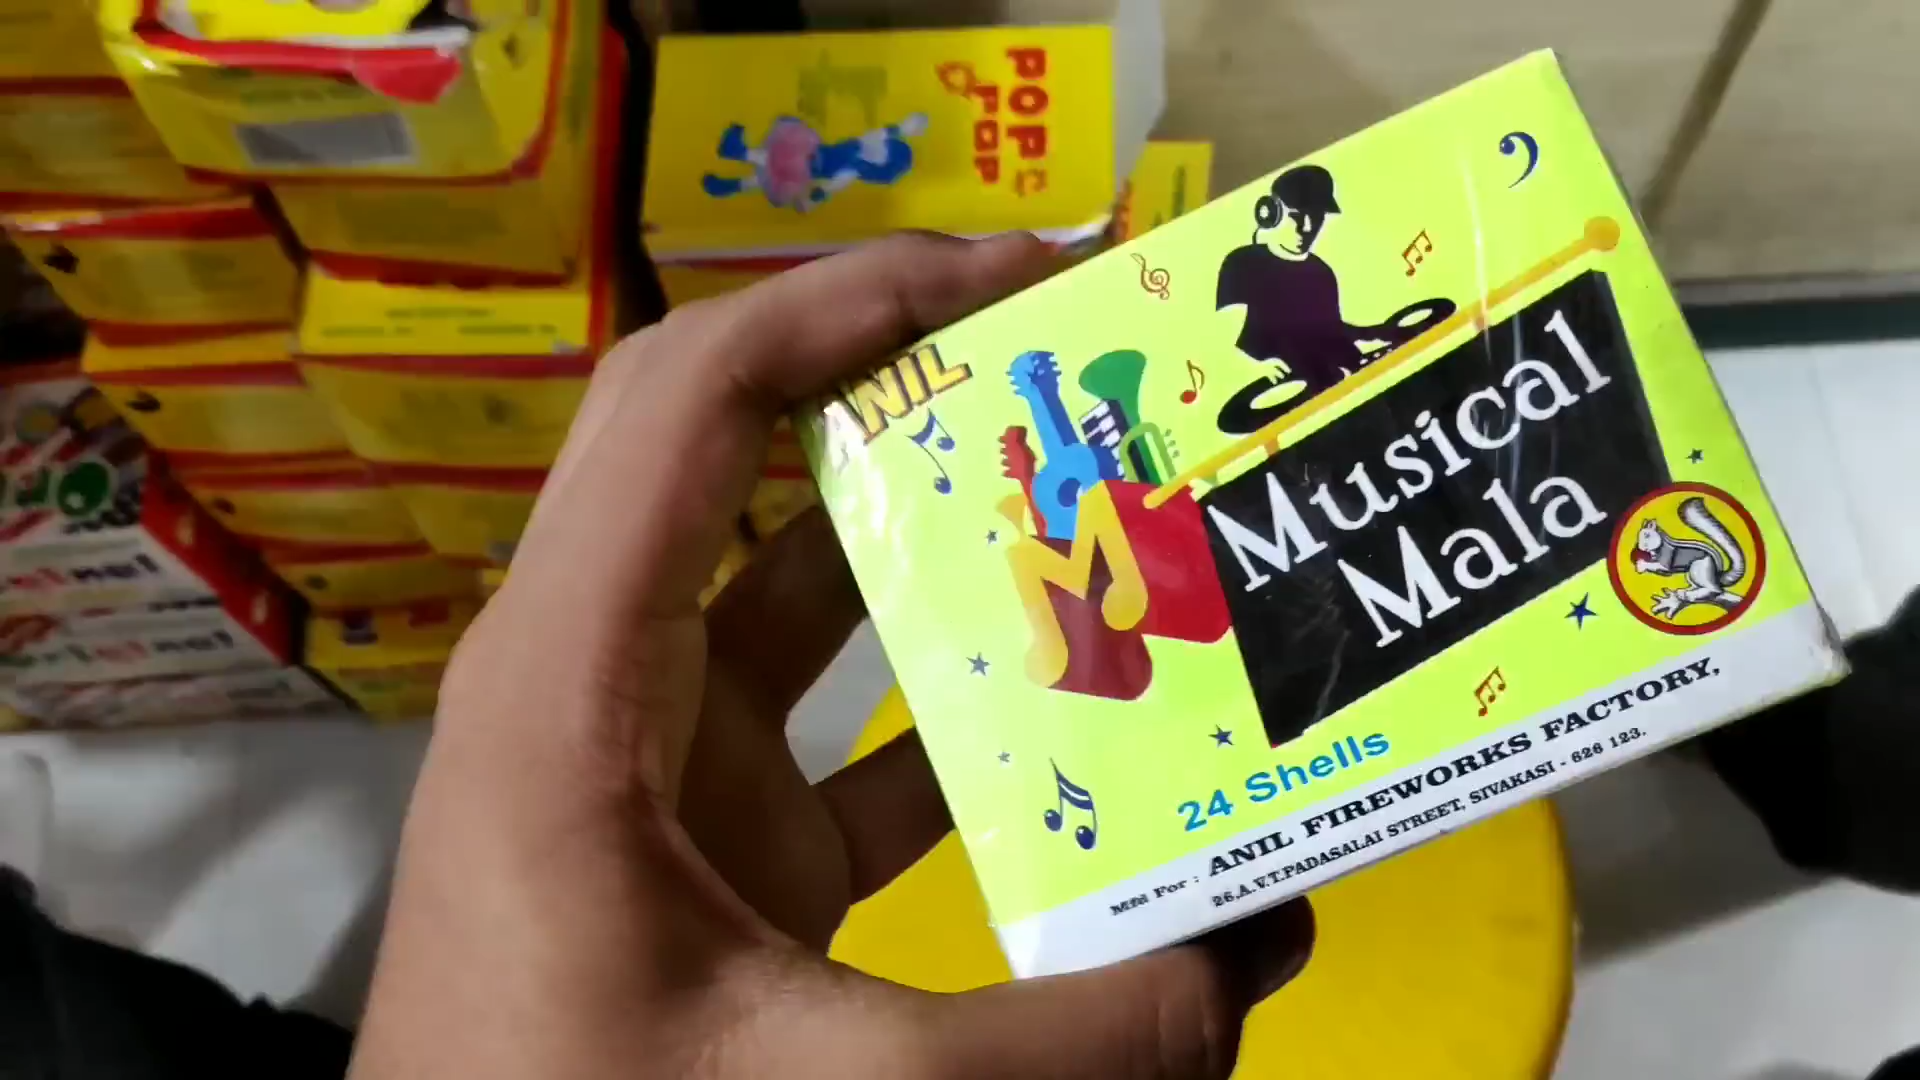 POP
POP
ANIL
Musical
Mala
24 Shells
Mfd For : ANIL FIREWORKS FACTORY,
26,A.V.T.PADASALAI STREET, SIVAKASI - 626 123.